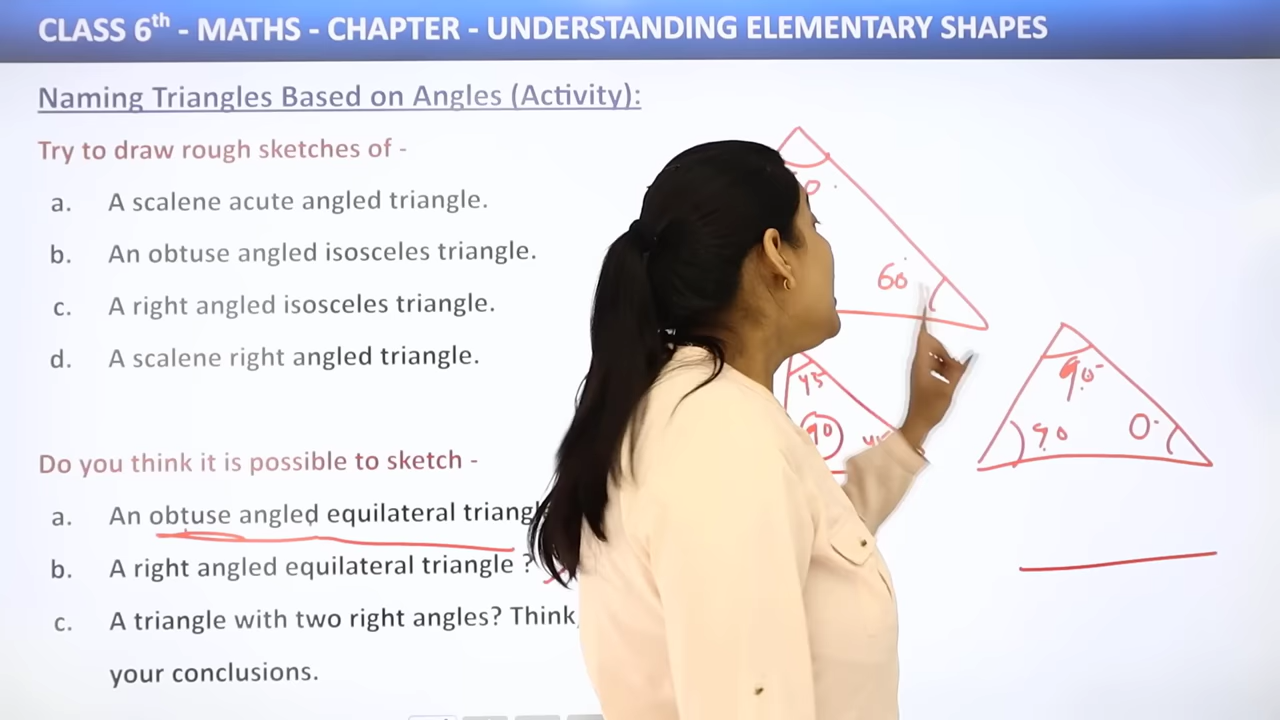 CLASS 6th - MATHS - CHAPTER - UNDERSTANDING ELEMENTARY SHAPES
Naming Triangles Based on Angles (Activity):
Try to draw rough sketches of -
a. A scalene acute angled triangle.
b. An obtuse angled isosceles triangle.
c. A right angled isosceles triangle.
d. A scalene right angled triangle.
60°
45
90
90°
90
0°
Do you think it is possible to sketch -
a. An obtuse angled equilateral
b. A right angled equilateral triangle ?
c. A triangle with two right angles? Think,
your conclusions.